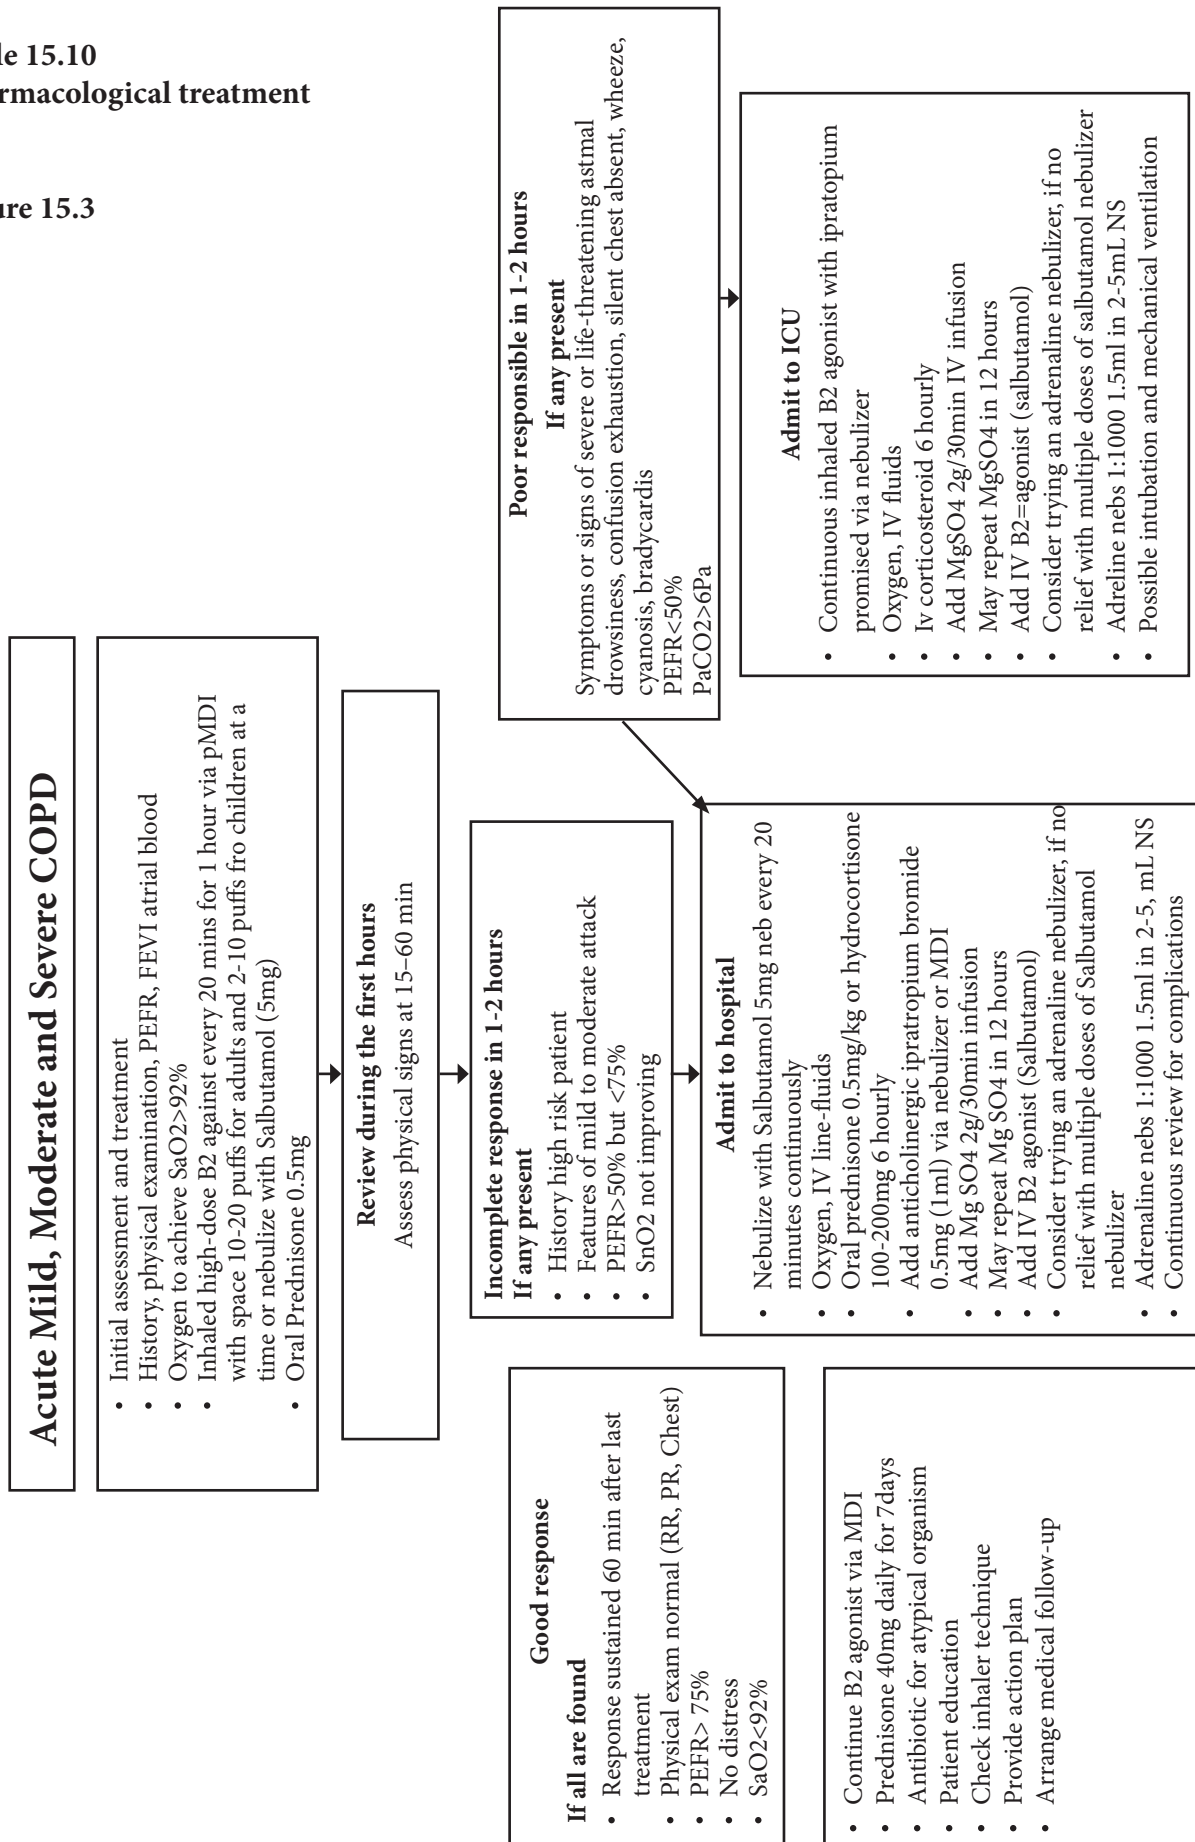 le 15.10
rmacological treatment
ure 15.3
Acute Mild, Moderate and Severe COPD
• Initial assessment and treatment
• History, physical examination, PEFR, FEVI atrial blood
• Oxygen to achieve SaO2>92%
• Inhaled high-dose B2 against every 20 mins for 1 hour via pMDI
with space 10-20 puffs for adults and 2-10 puffs fro children at a
time or nebulize with Salbutamol (5mg)
• Oral Prednisone 0.5mg
Review during the first hours
Assess physical signs at 15–60 min
Good response
If all are found
• Response sustained 60 min after last
treatment
• Physical exam normal (RR, PR, Chest)
• PEFR> 75%
• No distress
• SaO2<92%
• Continue B2 agonist via MDI
• Prednisone 40mg daily for 7days
• Antibiotic for atypical organism
• Patient education
• Check inhaler technique
• Provide action plan
• Arrange medical follow-up
Incomplete response in 1-2 hours
If any present
• History high risk patient
• Features of mild to moderate attack
• PEFR>50% but <75%
• SnO2 not improving
Admit to hospital
• Nebulize with Salbutamol 5mg neb every 20
minutes continuously
• Oxygen, IV line-fluids
• Oral prednisone 0.5mg/kg or hydrocortisone
100-200mg 6 hourly
• Add anticholinergic ipratropium bromide
0.5mg (1ml) via nebulizer or MDI
• Add Mg SO4 2g/30min infusion
• May repeat Mg SO4 in 12 hours
• Add IV B2 agonist (Salbutamol)
• Consider trying an adrenaline nebulizer, if no
relief with multiple doses of Salbutamol
nebulizer
• Adrenaline nebs 1:1000 1.5ml in 2-5, mL NS
• Continuous review for complications
Poor responsible in 1-2 hours
If any present
Symptoms or signs of severe or life-threatening astmal
drowsiness, confusion exhaustion, silent chest absent, wheeze,
cyanosis, bradycardis
PEFR<50%
PaCO2>6Pa
Admit to ICU
• Continuous inhaled B2 agonist with ipratopium
promised via nebulizer
• Oxygen, IV fluids
• Iv corticosteroid 6 hourly
• Add MgSO4 2g/30min IV infusion
• May repeat MgSO4 in 12 hours
• Add IV B2=agonist (salbutamol)
• Consider trying an adrenaline nebulizer, if no
relief with multiple doses of salbutamol nebulizer
• Adreline nebs 1:1000 1.5ml in 2-5mL NS
• Possible intubation and mechanical ventilation